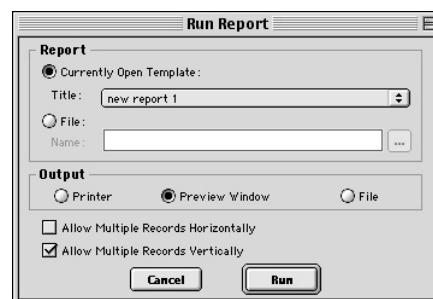 Run Report
Report
Currently Open Template:
Title: new report 1
File:
Name: ...
Output
Printer Preview Window File
Allow Multiple Records Horizontally
Allow Multiple Records Vertically
Cancel Run